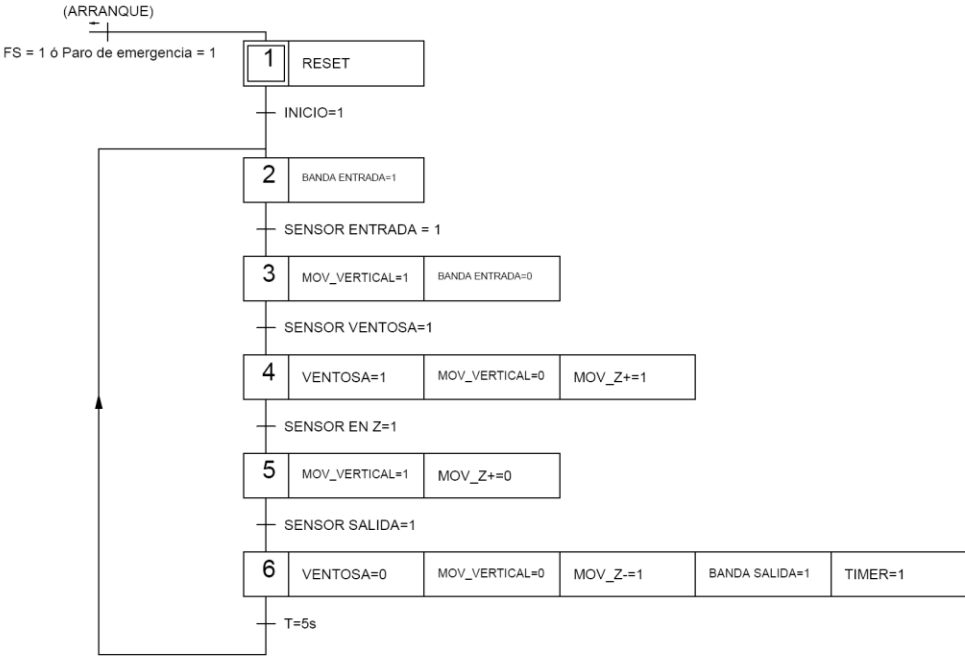 (ARRANQUE)
FS = 1 ó Paro de emergencia = 1
1 RESET
INICIO=1
2 BANDA ENTRADA=1
SENSOR ENTRADA = 1
3 MOV_VERTICAL=1 BANDA ENTRADA=0
SENSOR VENTOSA=1
4 VENTOSA=1 MOV_VERTICAL=0 MOV_Z+=1
SENSOR EN Z=1
5 MOV_VERTICAL=1 MOV_Z+=0
SENSOR SALIDA=1
6 VENTOSA=0 MOV_VERTICAL=0 MOV_Z-=1 BANDA SALIDA=1 TIMER=1
T=5s